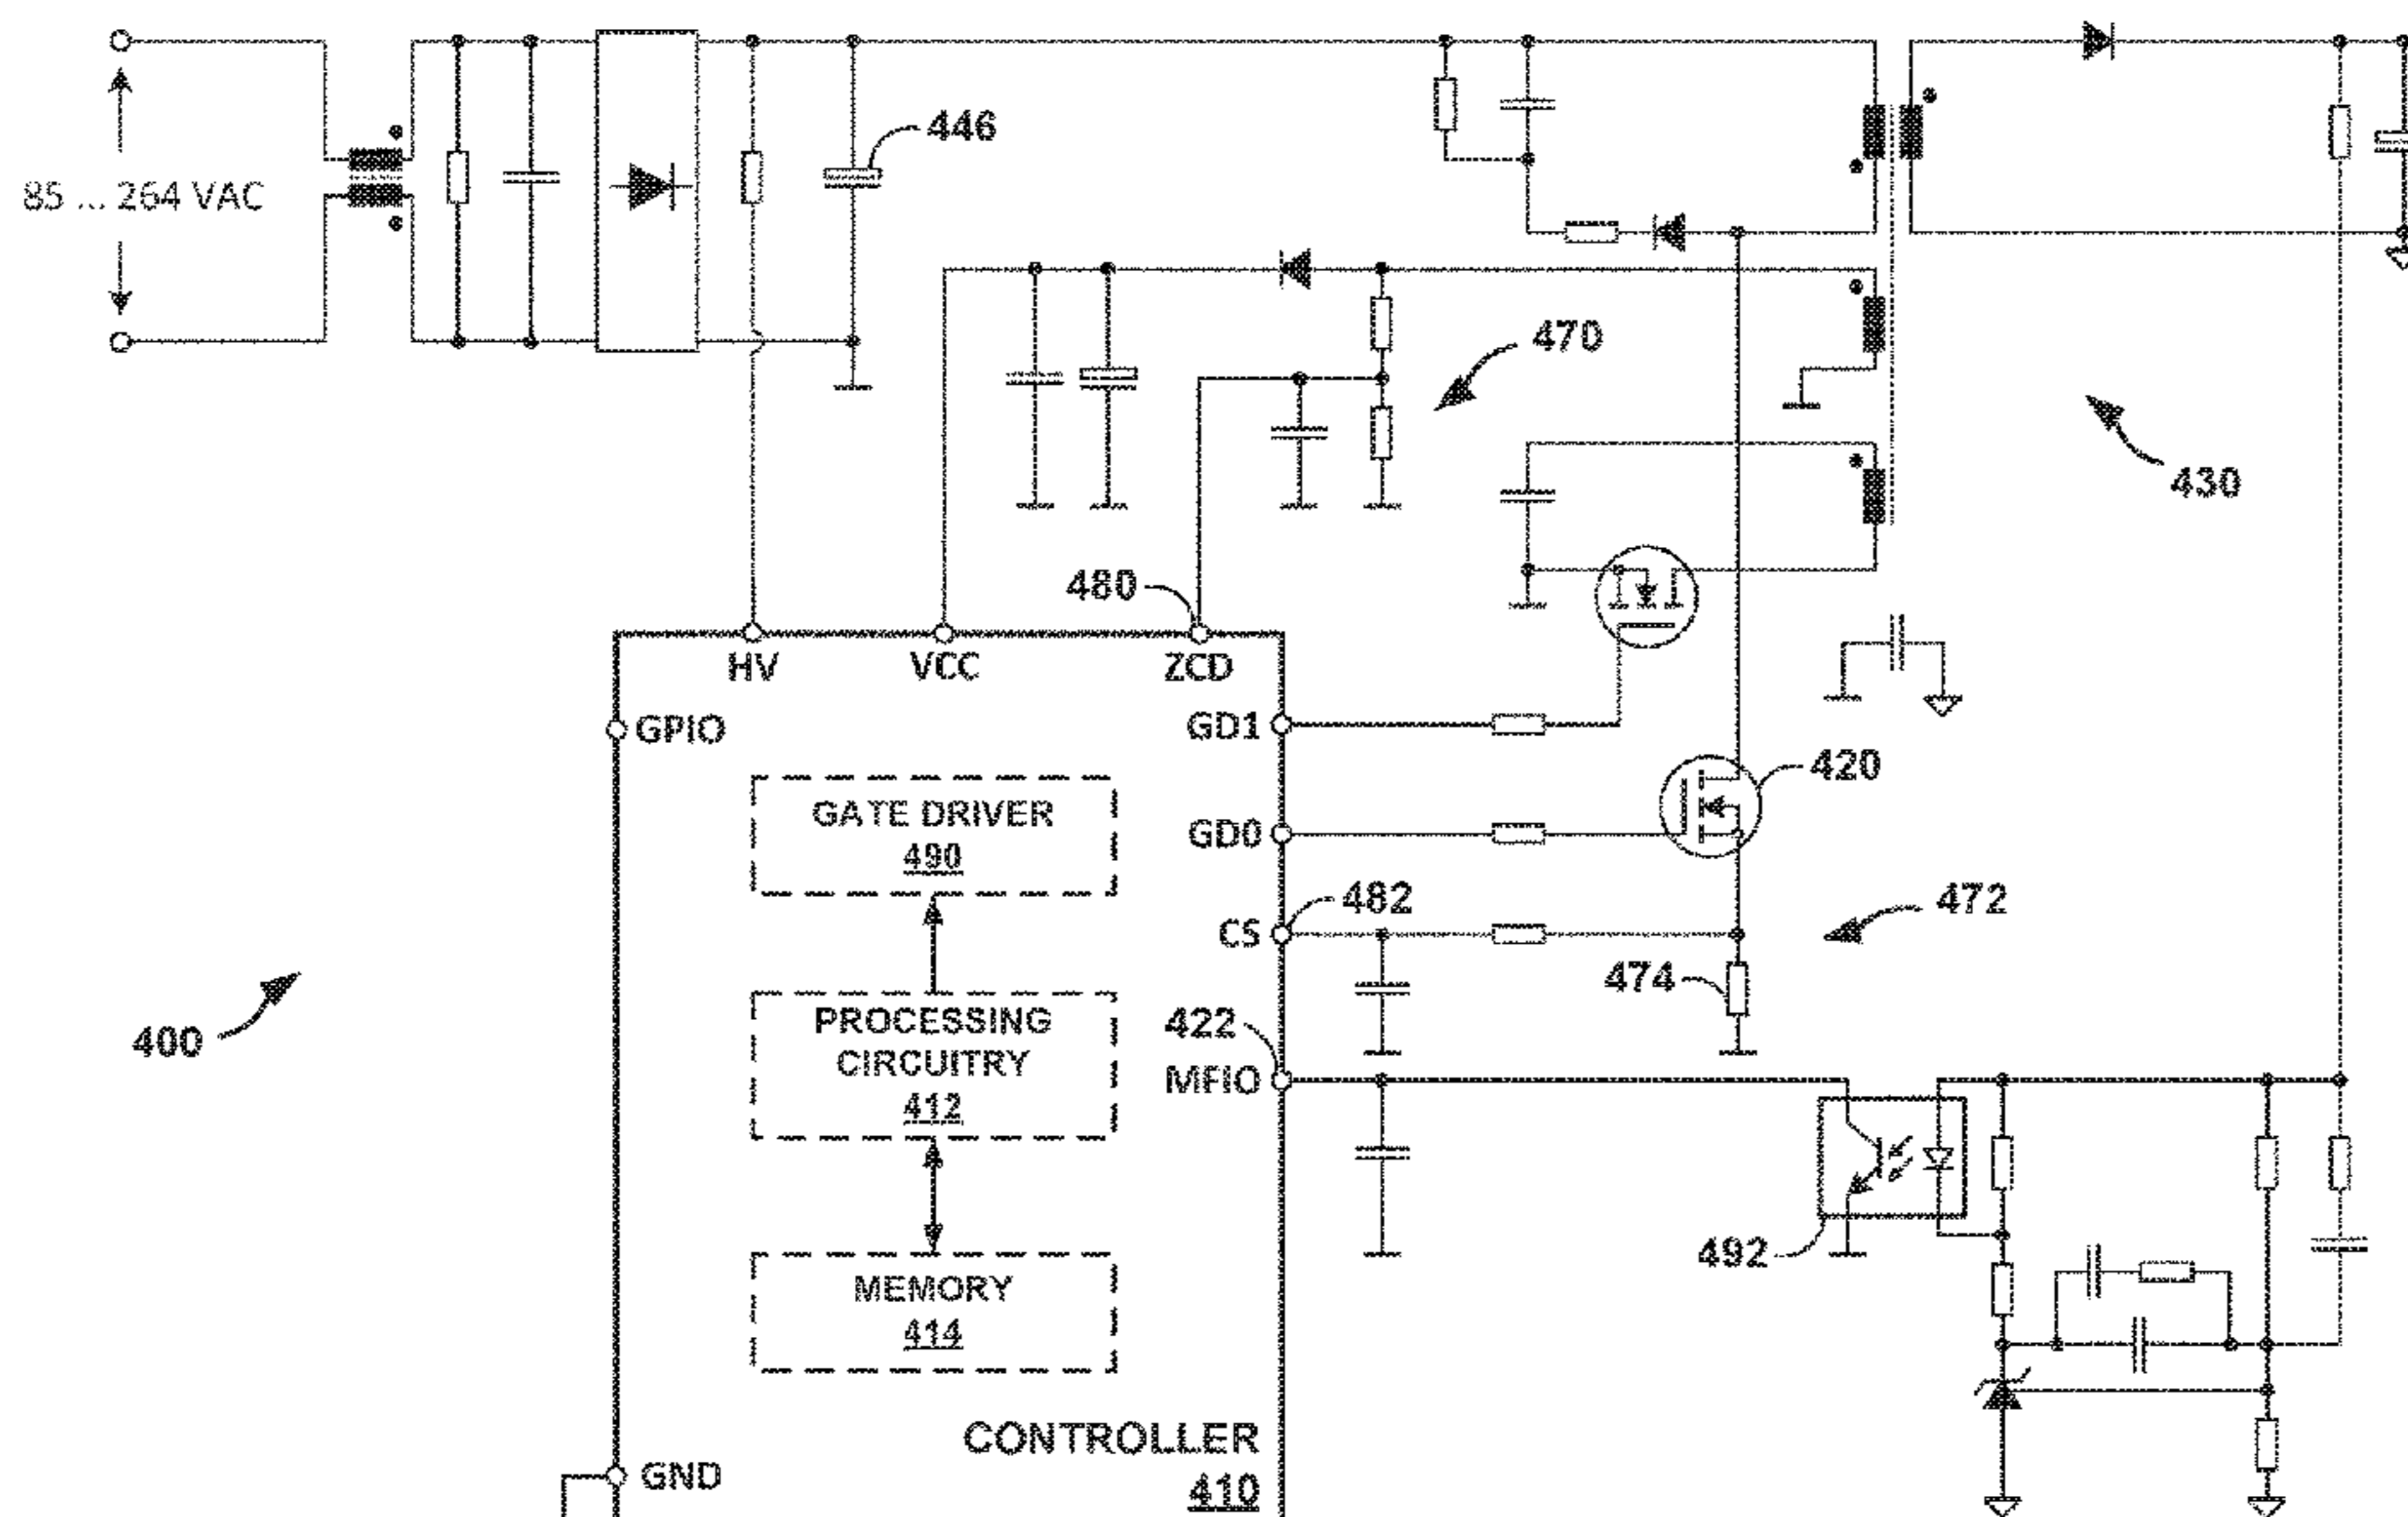 446
85 ... 264 VAC
470
430
480
HV
VCC
ZCD
GPIO
GD1
420
GATE DRIVER
490
GD0
482
CS
472
474
PROCESSING
CIRCUITRY
412
422
MFIO
400
492
MEMORY
414
CONTROLLER
410
GND